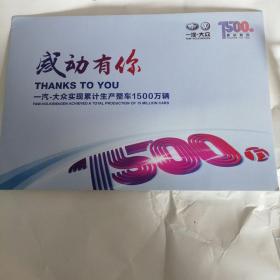 一汽-大众
1500万
感动有你
THANKS TO YOU
一汽-大众实现累计生产整车1500万辆
FAW-VOLKSWAGEN ACHIEVED A TOTAL PRODUCTION OF 15 MILLION CARS
1500万